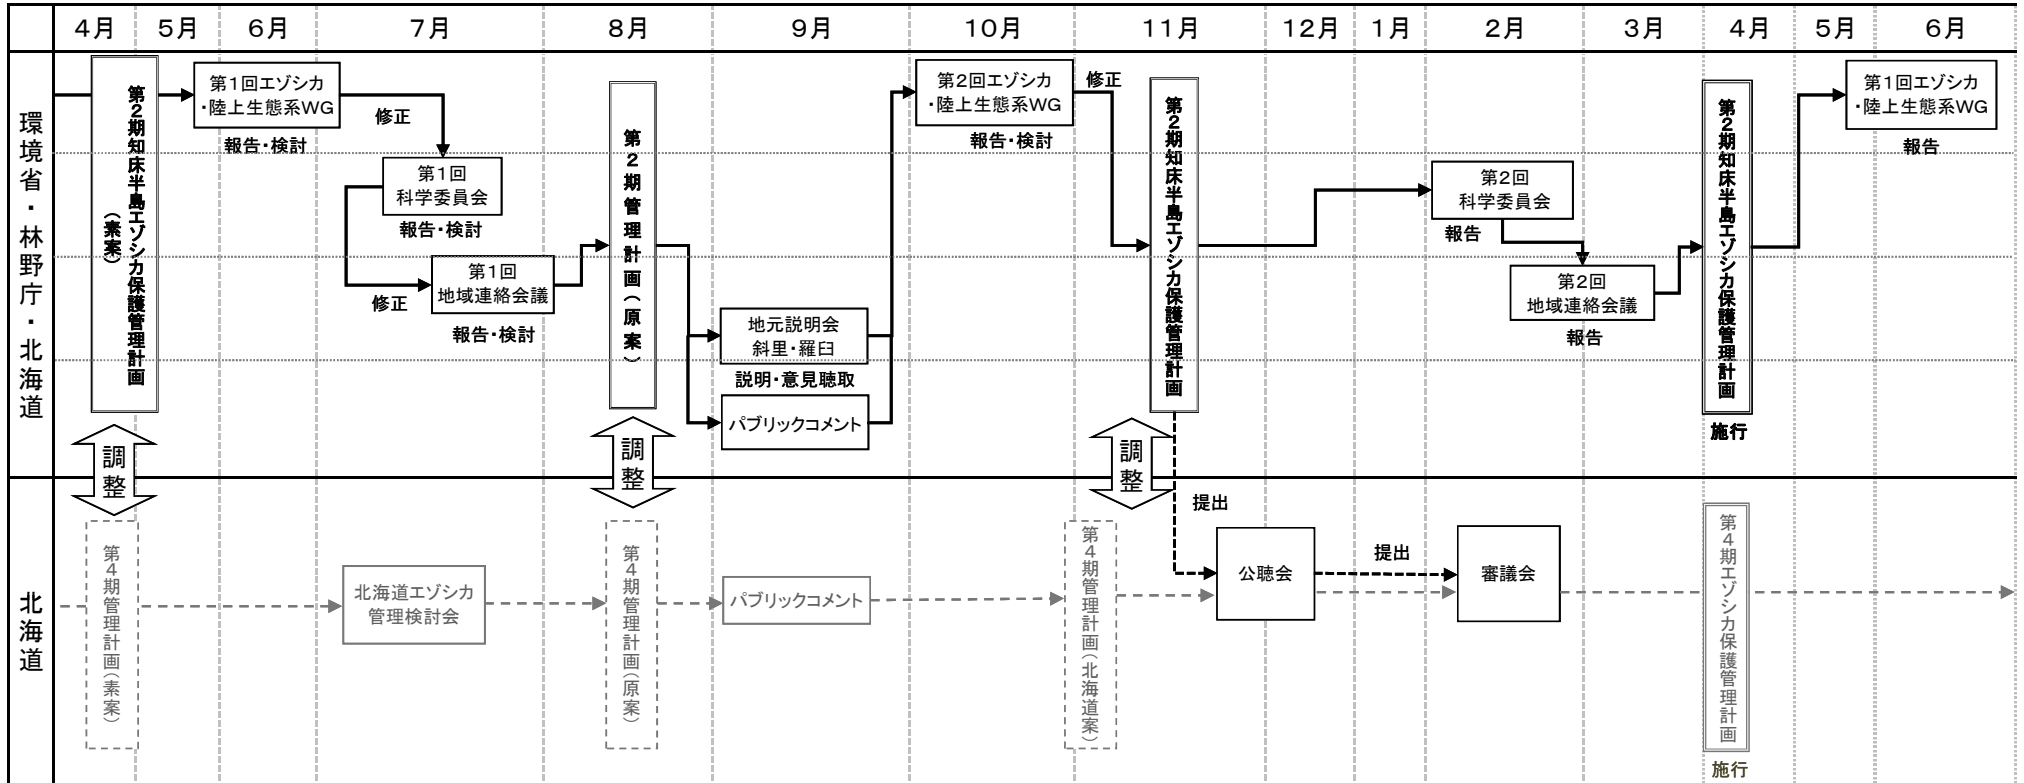 4月
5月
6月
7月
8月
9月
10月
11月
12月
1月
2月
3月
4月
5月
6月
環境省・林野庁・北海道
第2期知床半島エゾシカ保護管理計画
(素案)
第1回エゾシカ
・陸上生態系WG
報告・検討
修正
第1回
科学委員会
報告・検討
修正
第1回
地域連絡会議
報告・検討
第2期管理計画(原案)
地元説明会
斜里・羅臼
説明・意見聴取
パブリックコメント
第2回エゾシカ
・陸上生態系WG
報告・検討
修正
第2期知床半島エゾシカ保護管理計画
第2回
科学委員会
報告
第2回
地域連絡会議
報告
第2期知床半島エゾシカ保護管理計画
施行
第1回エゾシカ
・陸上生態系WG
報告
調整
調整
調整
提出
北海道
第4期管理計画(素案)
北海道エゾシカ
管理検討会
第4期管理計画(原案)
パブリックコメント
第4期管理計画(北海道案)
公聴会
提出
審議会
第4期エゾシカ保護管理計画
施行